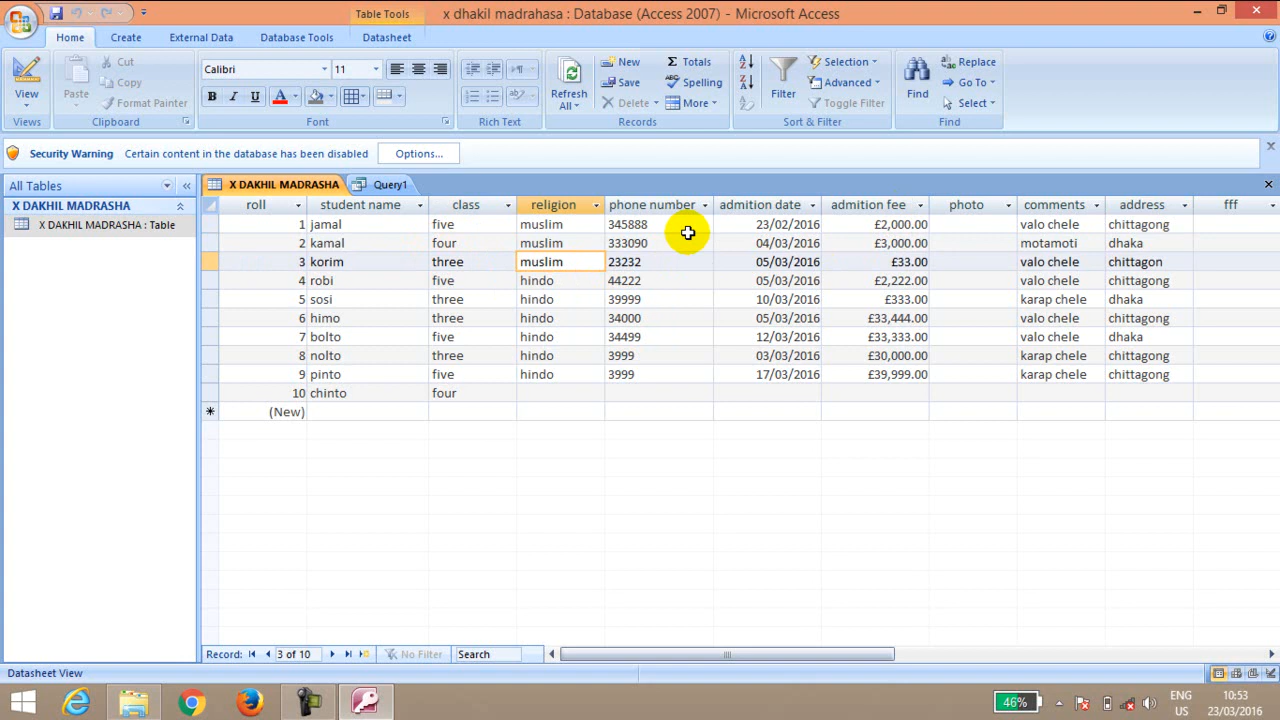 Table Tools
x dhakil madrahasa : Database (Access 2007) - Microsoft Access
Home Create External Data Database Tools Datasheet
View
Views
Paste
Cut
Copy
Format Painter
Clipboard
Calibri 11
B I U A
Font
Rich Text
Refresh All
New
Save
Delete
Totals
Spelling
More
Records
Filter
Selection
Advanced
Toggle Filter
Sort & Filter
Find
Replace
Go To
Select
Find
Security Warning Certain content in the database has been disabled Options...
All Tables
X DAKHIL MADRASHA
X DAKHIL MADRASHA : Table
X DAKHIL MADRASHA Query1
roll student name class religion phone number admition date admition fee photo comments address fff
1 jamal five muslim 345888 23/02/2016 £2,000.00 valo chele chittagong
2 kamal four muslim 333090 04/03/2016 £3,000.00 motamoti dhaka
3 korim three muslim 23232 05/03/2016 £33.00 valo chele chittagon
4 robi five hindo 44222 05/03/2016 £2,222.00 valo chele chittagong
5 sosi three hindo 39999 10/03/2016 £333.00 karap chele dhaka
6 himo three hindo 34000 05/03/2016 £33,444.00 valo chele chittagong
7 bolto five hindo 34499 12/03/2016 £33,333.00 valo chele dhaka
8 nolto three hindo 3999 03/03/2016 £30,000.00 karap chele chittagong
9 pinto five hindo 3999 17/03/2016 £39,999.00 karap chele chittagong
10 chinto four
(New)
Record: 3 of 10 No Filter Search
Datasheet View
46% ENG US 10:53 23/03/2016